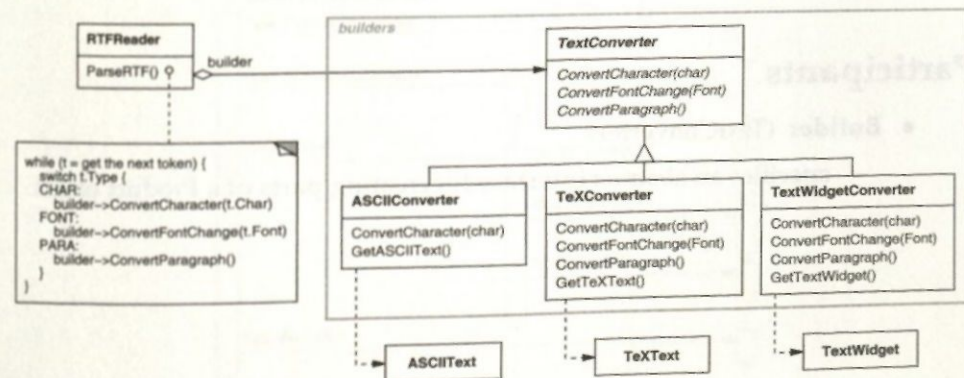 builders
RTFReader
ParseRTF()
builder
TextConverter
ConvertCharacter(char)
ConvertFontChange(Font)
ConvertParagraph()
Participants
• Builder
while (t = get the next token) {
switch t.Type {
CHAR:
builder->ConvertCharacter(t.Char)
FONT:
builder->ConvertFontChange(t.Font)
PARA:
builder->ConvertParagraph()
}
}
ASCIIConverter
ConvertCharacter(char)
GetASCIIText()
TeXConverter
ConvertCharacter(char)
ConvertFontChange(Font)
ConvertParagraph()
GetTeXText()
TextWidgetConverter
ConvertCharacter(char)
ConvertFontChange(Font)
ConvertParagraph()
GetTextWidget()
ASCIIText
TeXText
TextWidget